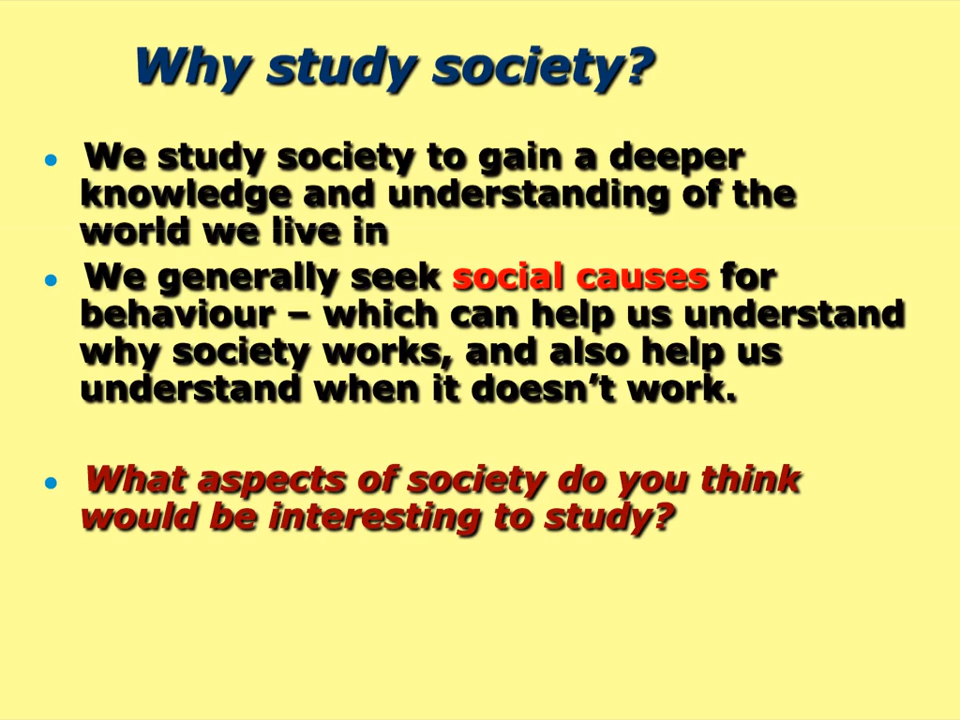 Why study society?
• We study society to gain a deeper
knowledge and understanding of the
world we live in
• We generally seek social causes for
behaviour – which can help us understand
why society works, and also help us
understand when it doesn’t work.
• What aspects of society do you think
would be interesting to study?